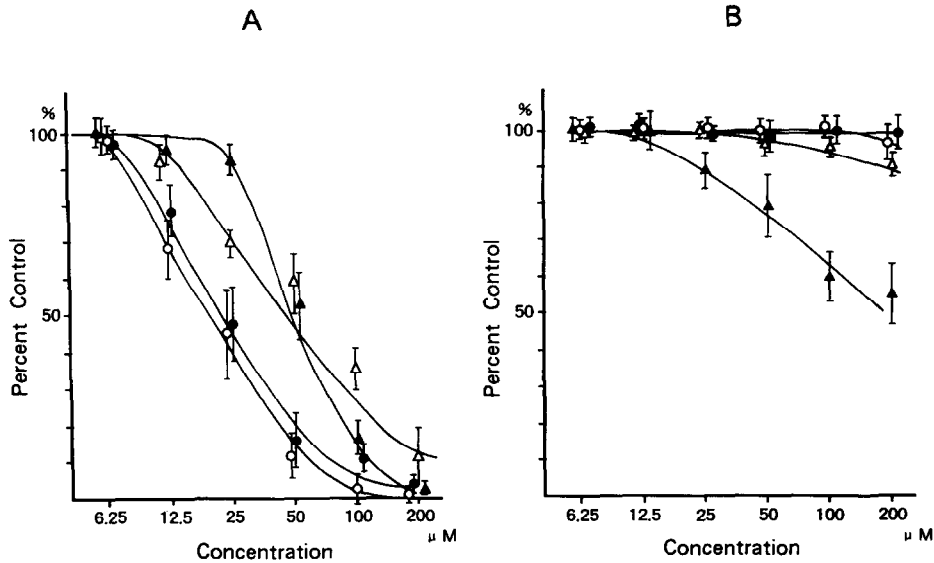 A
%
100
50
Percent Control
6.25 12.5 25 50 100 200
μ M
Concentration
B
%
100
50
Percent Control
6.25 12.5 25 50 100 200
μ M
Concentration